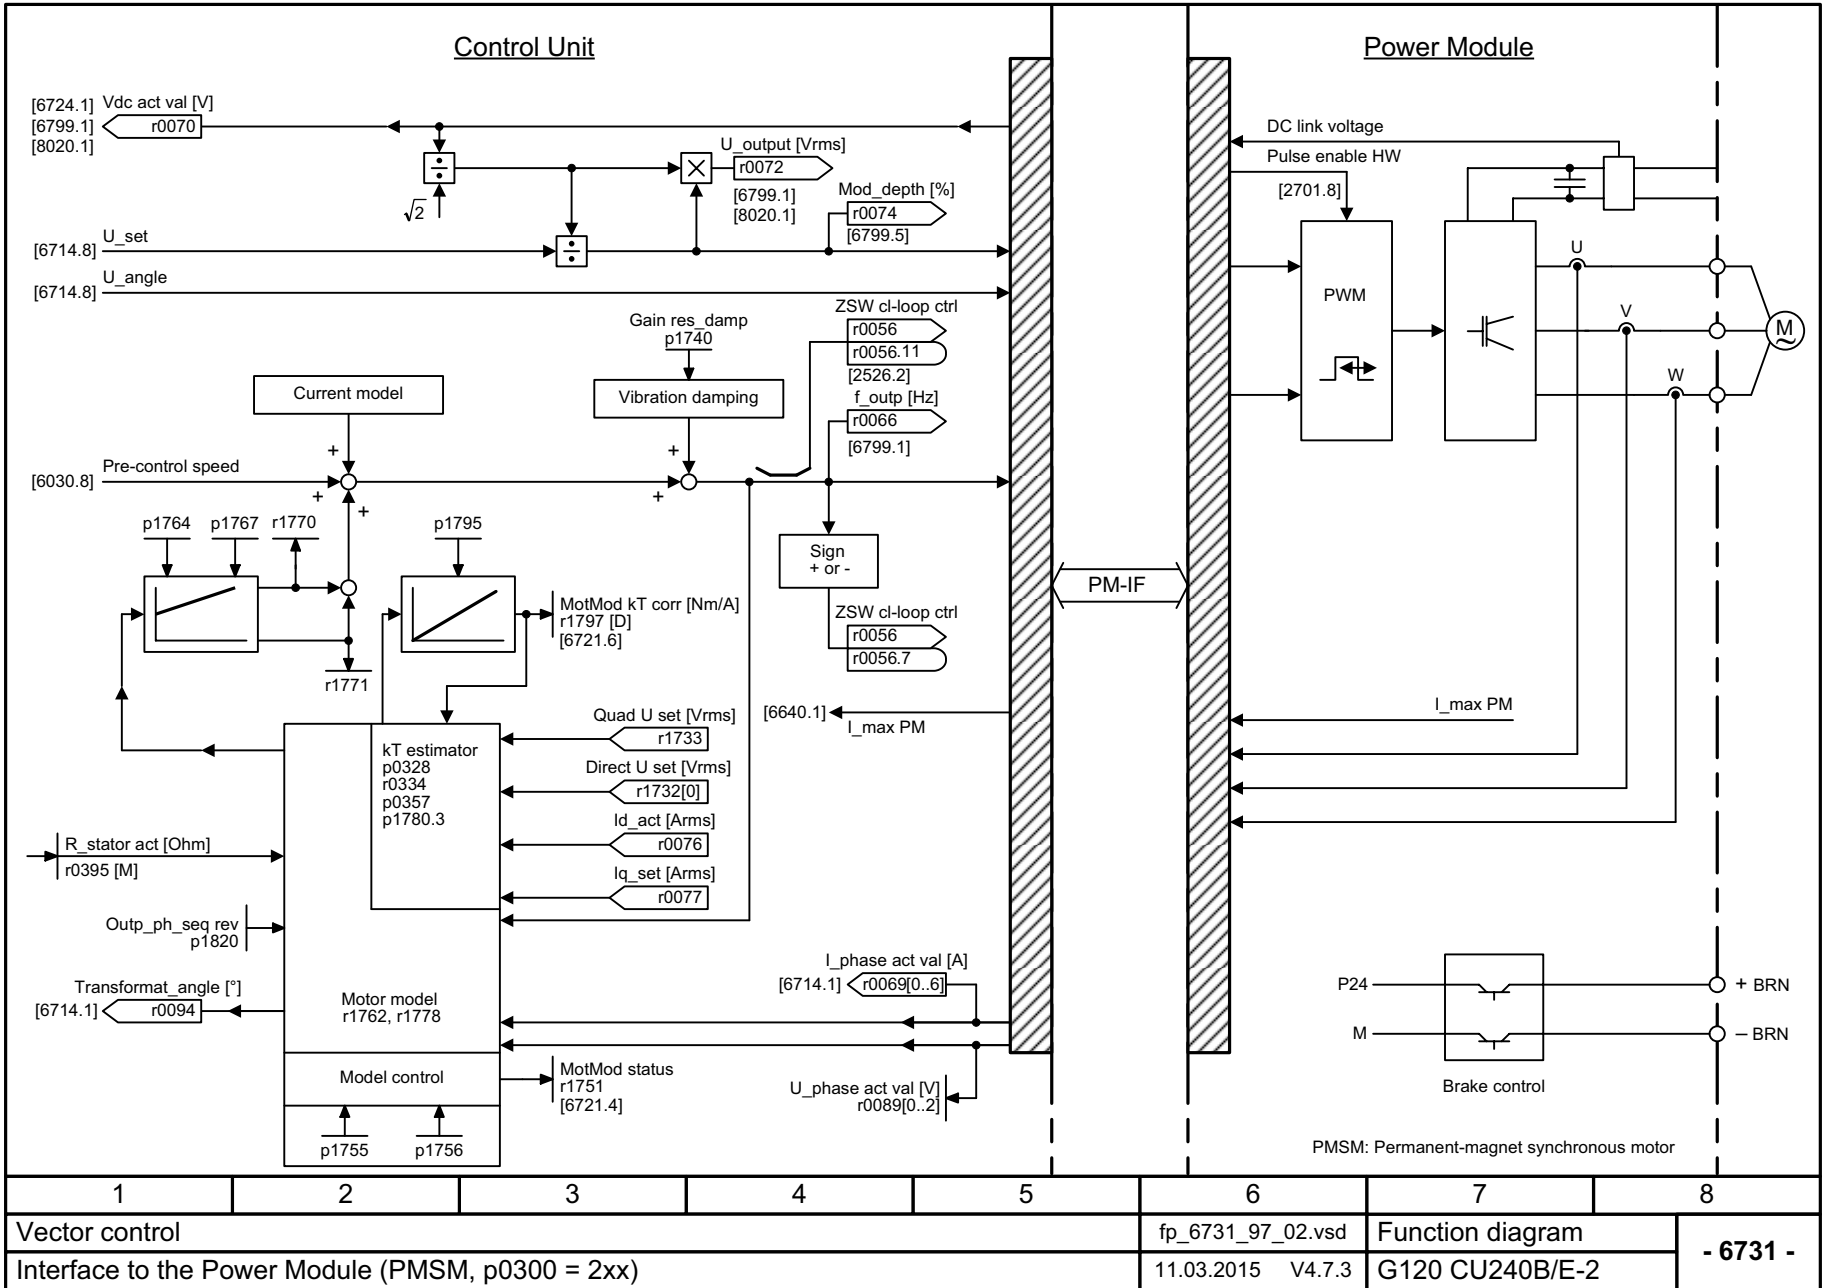 Control Unit
Power Module
[6724.1]
[6799.1]
[8020.1]
Vdc act val [V]
r0070
√2
U_output [Vrms]
r0072
[6799.1]
[8020.1]
Mod_depth [%]
r0074
[6799.5]
[6714.8]
U_set
[6714.8]
U_angle
DC link voltage
Pulse enable HW
[2701.8]
PWM
U
V
W
M
~
Gain res_damp
p1740
Vibration damping
Current model
ZSW cl-loop ctrl
r0056
r0056.11
[2526.2]
f_outp [Hz]
r0066
[6799.1]
+
+
[6030.8]
Pre-control speed
+
+
+
p1764
p1767
r1770
p1795
Sign
+ or -
PM-IF
MotMod kT corr [Nm/A]
r1797 [D]
[6721.6]
ZSW cl-loop ctrl
r0056
r0056.7
r1771
[6640.1]
I_max PM
I_max PM
Quad U set [Vrms]
r1733
kT estimator
p0328
r0334
p0357
p1780.3
Direct U set [Vrms]
r1732[0]
Id_act [Arms]
r0076
Iq_set [Arms]
r0077
R_stator act [Ohm]
r0395 [M]
Outp_ph_seq rev
p1820
Transformat_angle [°]
[6714.1]
r0094
Motor model
r1762, r1778
I_phase act val [A]
[6714.1]
r0069[0..6]
Model control
MotMod status
r1751
[6721.4]
U_phase act val [V]
r0089[0..2]
p1755
p1756
P24
+ BRN
M
– BRN
Brake control
PMSM: Permanent-magnet synchronous motor
1 2 3 4 5 6 7 8
Vector control
fp_6731_97_02.vsd
Function diagram
- 6731 -
Interface to the Power Module (PMSM, p0300 = 2xx)
11.03.2015 V4.7.3
G120 CU240B/E-2